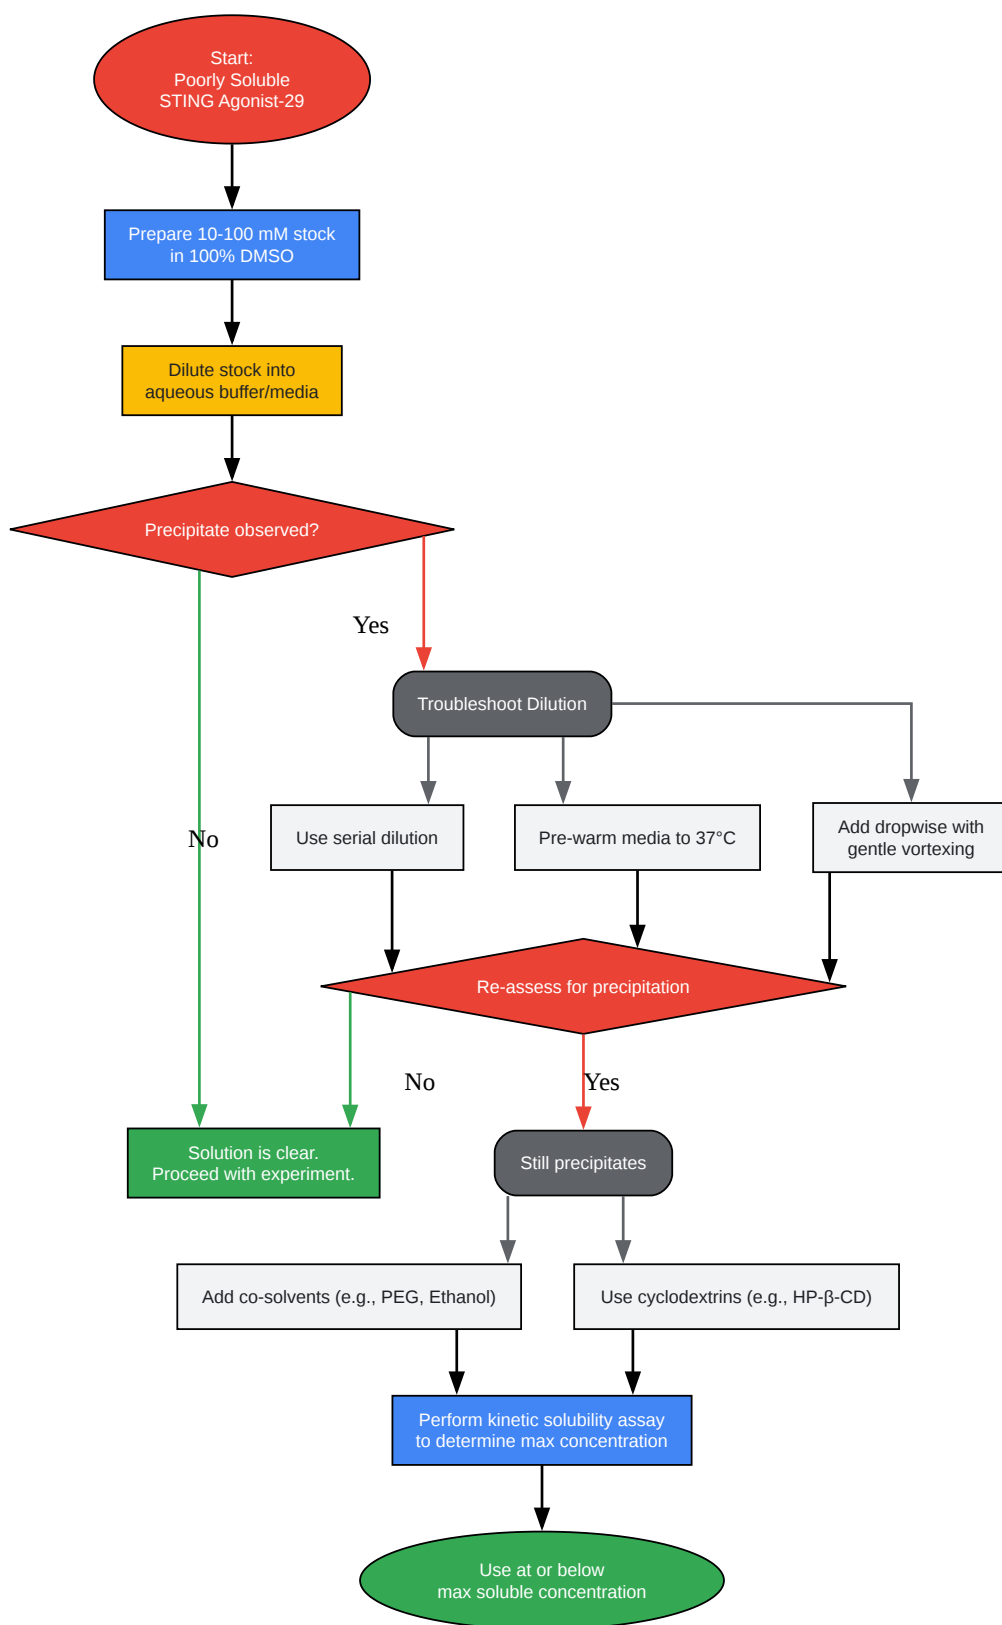 Start:
Poorly Soluble
STING Agonist-29
Prepare 10-100 mM stock
in 100% DMSO
Dilute stock into
aqueous buffer/media
Precipitate observed?
Yes
Troubleshoot Dilution
No
Use serial dilution
Pre-warm media to 37°C
Add dropwise with
gentle vortexing
Re-assess for precipitation
No
Yes
Solution is clear.
Proceed with experiment.
Still precipitates
Add co-solvents (e.g., PEG, Ethanol)
Use cyclodextrins (e.g., HP-β-CD)
Perform kinetic solubility assay
to determine max concentration
Use at or below
max soluble concentration